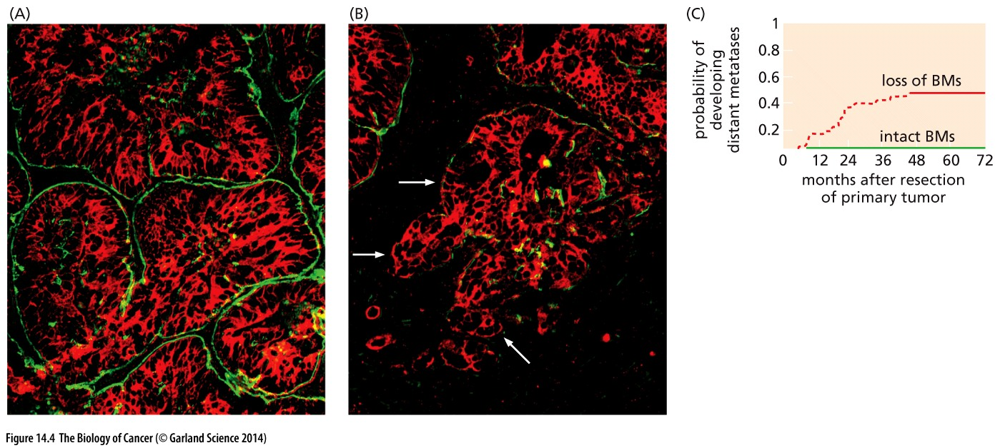 (A)
(B)
(C)
probability of
developing
distant metastases
1
0.8
0.6
0.4
0.2
loss of BMs
intact BMs
0 12 24 36 48 60 72
months after resection
of primary tumor
Figure 14.4 The Biology of Cancer (© Garland Science 2014)